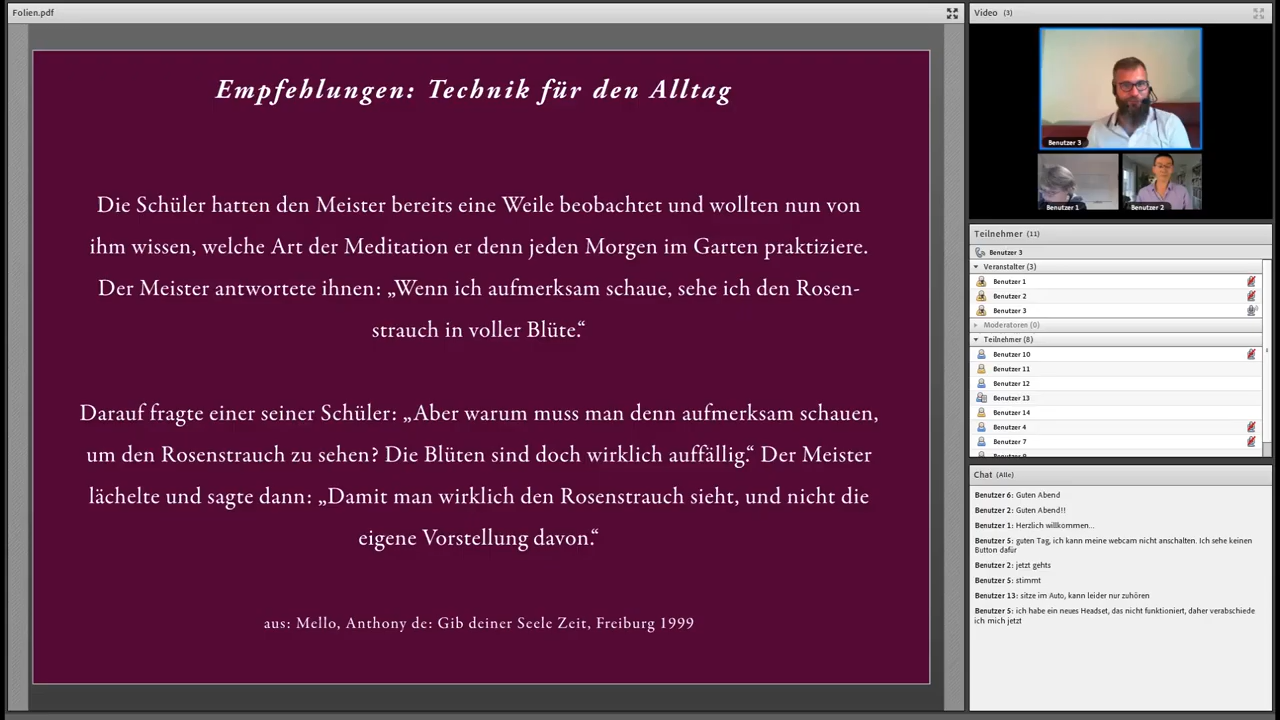 Folien.pdf
Empfehlungen: Technik für den Alltag
Die Schüler hatten den Meister bereits eine Weile beobachtet und wollten nun von
ihm wissen, welche Art der Meditation er denn jeden Morgen im Garten praktiziere.
Der Meister antwortete ihnen: „Wenn ich aufmerksam schaue, sehe ich den Rosen-
strauch in voller Blüte.“
Darauf fragte einer seiner Schüler: „Aber warum muss man denn aufmerksam schauen,
um den Rosenstrauch zu sehen? Die Blüten sind doch wirklich auffällig.“ Der Meister
lächelte und sagte dann: „Damit man wirklich den Rosenstrauch sieht, und nicht die
eigene Vorstellung davon.“
aus: Mello, Anthony de: Gib deiner Seele Zeit, Freiburg 1999
Video (3)
Benutzer 3
Benutzer 1
Benutzer 2
Teilnehmer (11)
Benutzer 3
Veranstalter (3)
Benutzer 1
Benutzer 2
Benutzer 3
Moderatoren (0)
Teilnehmer (8)
Benutzer 10
Benutzer 11
Benutzer 12
Benutzer 13
Benutzer 14
Benutzer 4
Benutzer 7
Chat (Alle)
Benutzer 6: Guten Abend
Benutzer 2: Guten Abend!!
Benutzer 1: Herzlich willkommen...
Benutzer 5: guten Tag, ich kann meine webcam nicht anschalten. Ich sehe keinen
Button dafür
Benutzer 2: jetzt gehts
Benutzer 5: stimmt
Benutzer 13: sitze im Auto, kann leider nur zuhören
Benutzer 5: ich habe ein neues Headset, das nicht funktioniert, daher verabschiede
ich mich jetzt